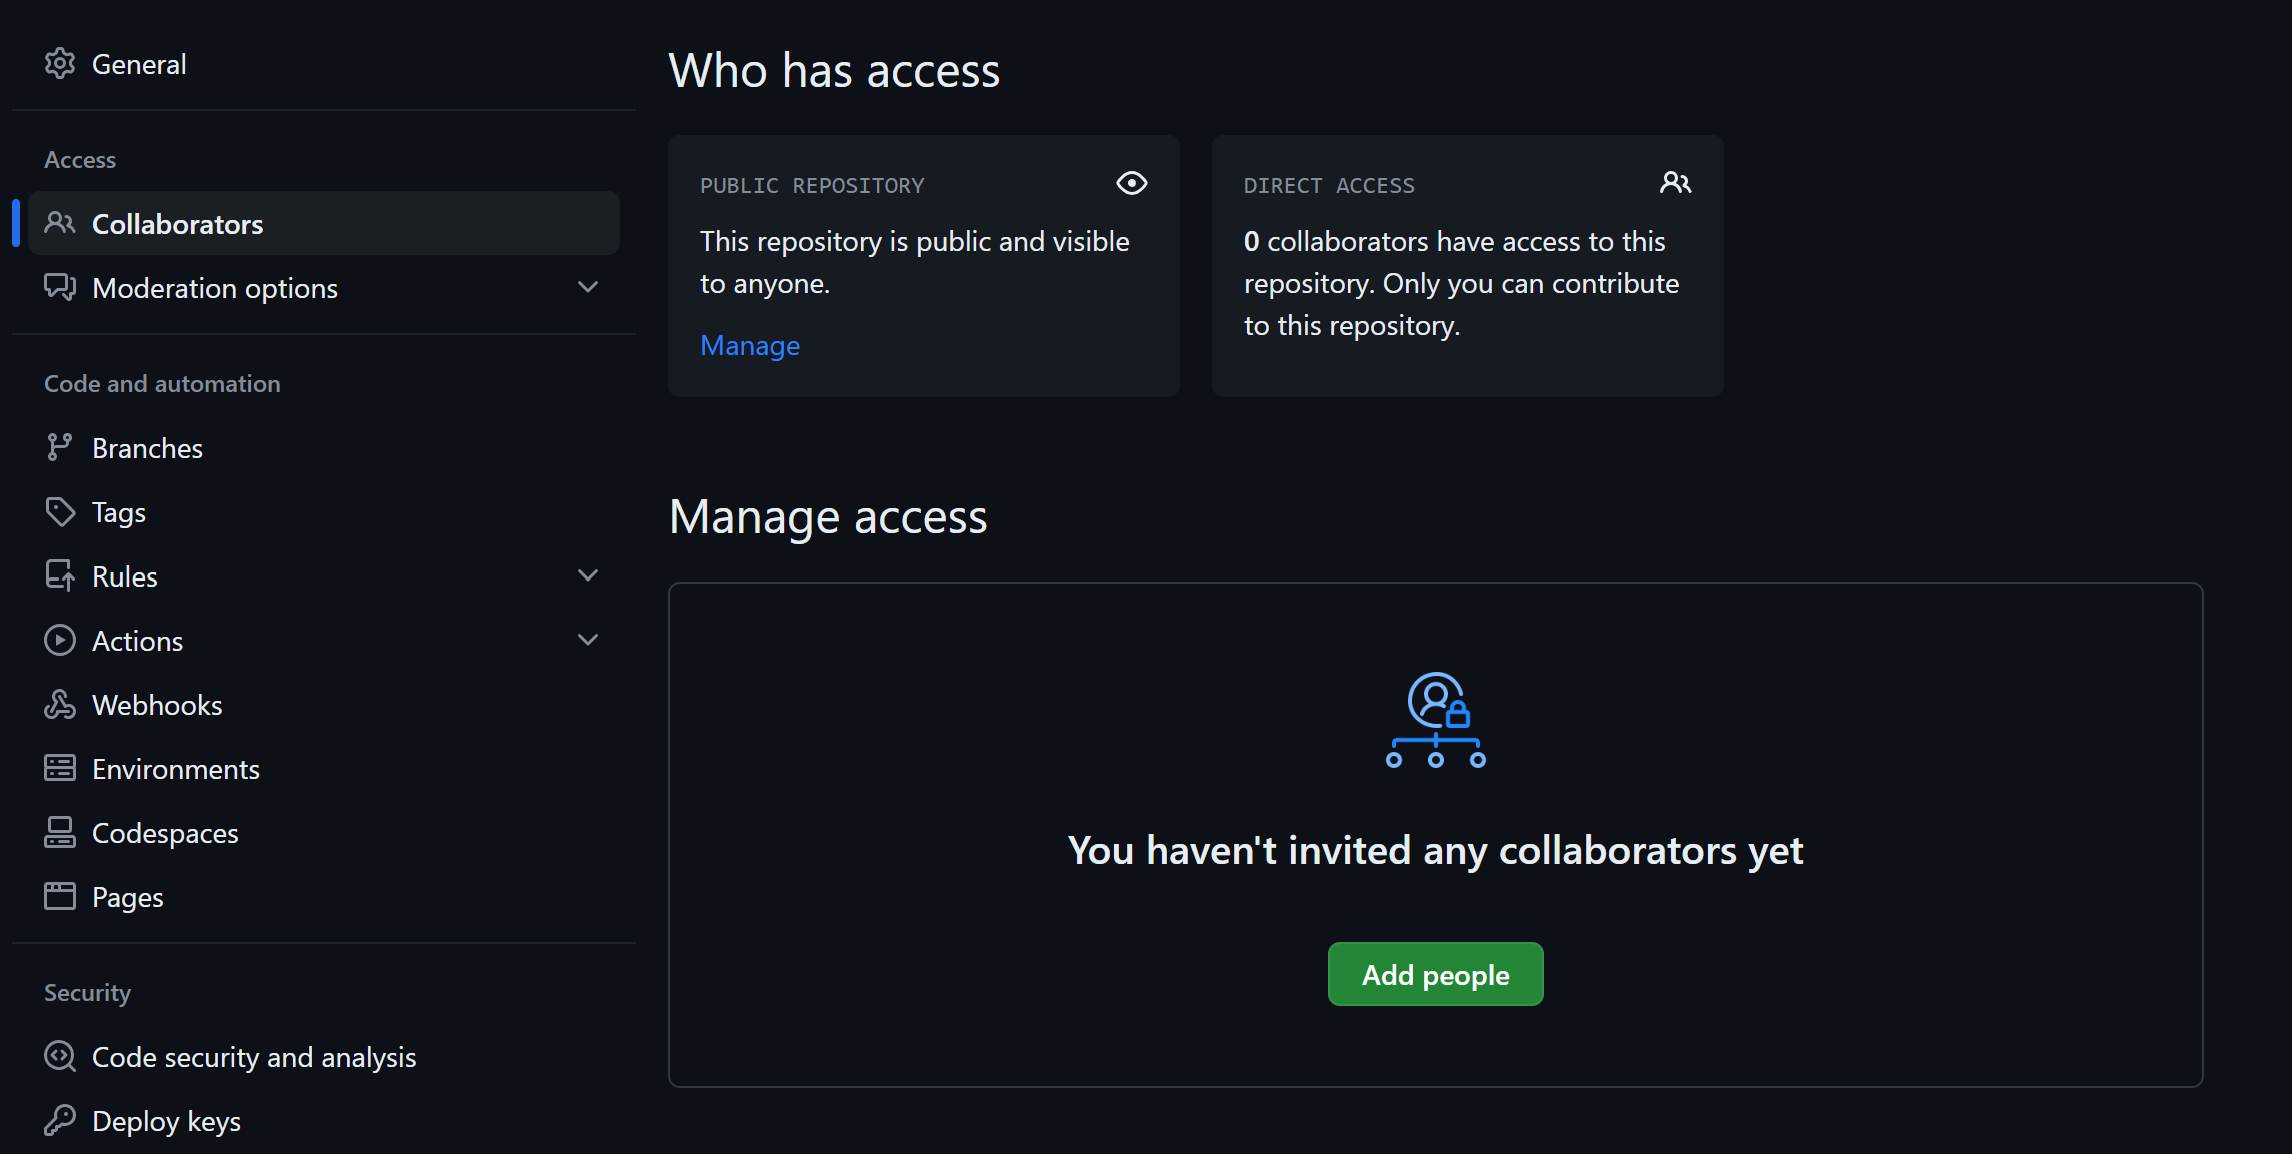 General
Access
Collaborators
Moderation options
Code and automation
Branches
Tags
Rules
Actions
Webhooks
Environments
Codespaces
Pages
Security
Code security and analysis
Deploy keys
Who has access
PUBLIC REPOSITORY
This repository is public and visible
to anyone.
Manage
DIRECT ACCESS
0 collaborators have access to this
repository. Only you can contribute
to this repository.
Manage access
You haven't invited any collaborators yet
Add people